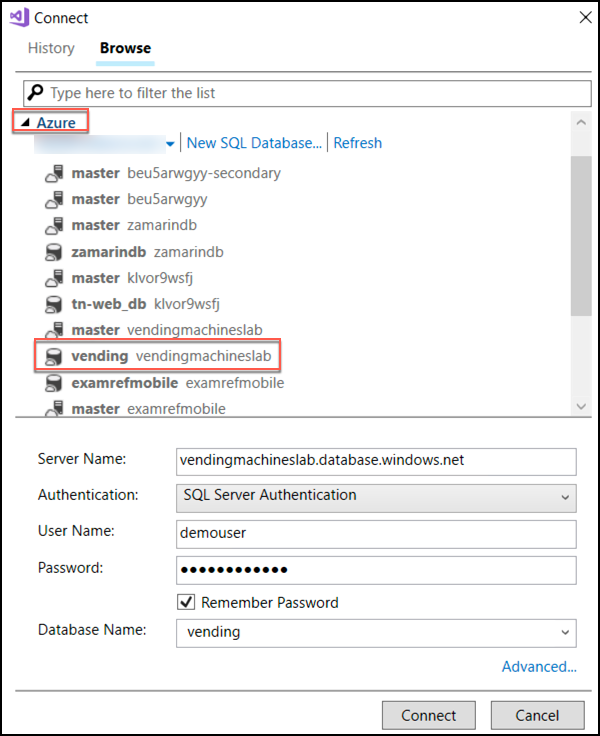 Connect
History Browse
Type here to filter the list
Azure
New SQL Database... Refresh
master beu5arwgyy-secondary
master beu5arwgyy
master zamarindb
zamarindb zamarindb
master klvor9wsfj
tn-web_db klvor9wsfj
master vendingmachineslab
vending vendingmachineslab
examrefmobile examrefmobile
master examrefmobile
Server Name: vendingmachineslab.database.windows.net
Authentication: SQL Server Authentication
User Name: demouser
Password: ●●●●●●●●●●●●
Remember Password
Database Name: vending
Advanced...
Connect Cancel